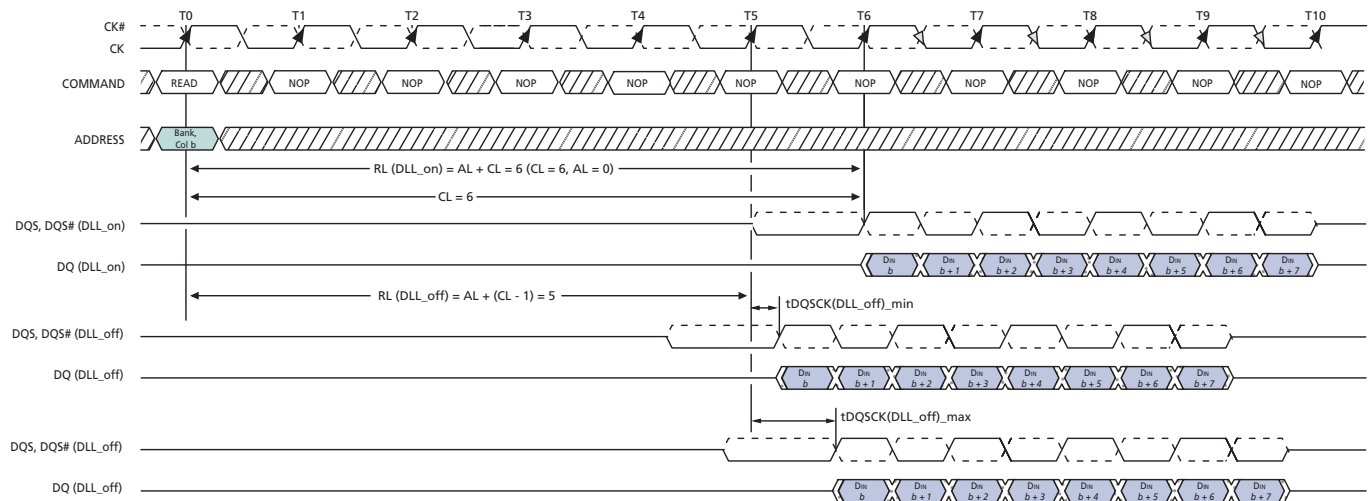 CK#
CK
T0 T1 T2 T3 T4 T5 T6 T7 T8 T9 T10
COMMAND READ NOP NOP NOP NOP NOP NOP NOP NOP NOP NOP
ADDRESS Bank,
Col b
RL (DLL_on) = AL + CL = 6 (CL = 6, AL = 0)
CL = 6
DQS, DQS# (DLL_on)
DQ (DLL_on) DIN DIN DIN DIN DIN DIN DIN DIN
b b + 1 b + 2 b + 3 b + 4 b + 5 b + 6 b + 7
RL (DLL_off) = AL + (CL - 1) = 5
tDQSCK(DLL_off)_min
DQS, DQS# (DLL_off)
DQ (DLL_off) DIN DIN DIN DIN DIN DIN DIN DIN
b b + 1 b + 2 b + 3 b + 4 b + 5 b + 6 b + 7
tDQSCK(DLL_off)_max
DQS, DQS# (DLL_off)
DQ (DLL_off) DIN DIN DIN DIN DIN DIN DIN DIN
b b + 1 b + 2 b + 3 b + 4 b + 5 b + 6 b + 7